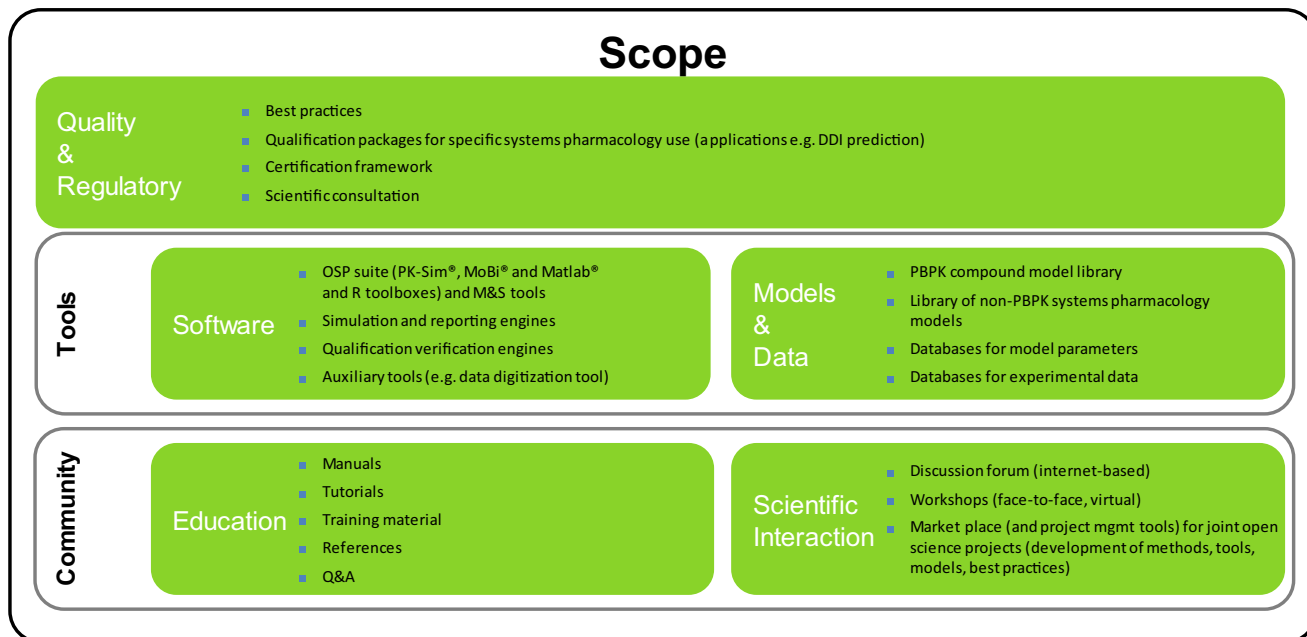 Scope
Quality
&
Regulatory
Best practices
Qualification packages for specific systems pharmacology use (applications e.g. DDI prediction)
Certification framework
Scientific consultation
Tools
Software
OSP suite (PK-Sim®, MoBi® and Matlab®
and R toolboxes) and M&S tools
Simulation and reporting engines
Qualification verification engines
Auxiliary tools (e.g. data digitization tool)
Models
&
Data
PBPK compound model library
Library of non-PBPK systems pharmacology
models
Databases for model parameters
Databases for experimental data
Community
Education
Manuals
Tutorials
Training material
References
Q&A
Scientific
Interaction
Discussion forum (internet-based)
Workshops (face-to-face, virtual)
Market place (and project mgmt tools) for joint open
science projects (development of methods, tools,
models, best practices)